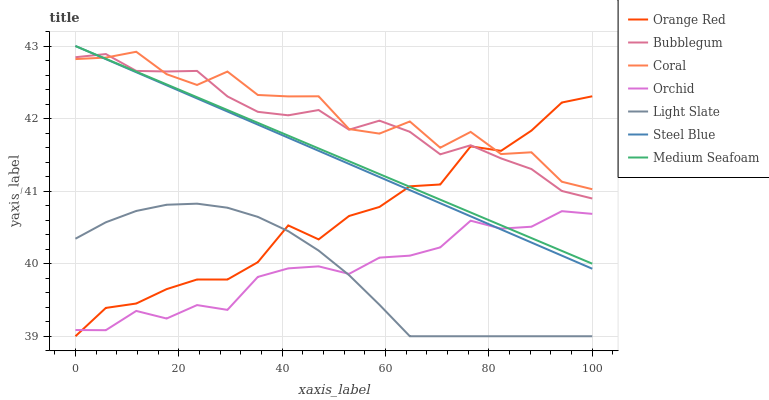 title
Orange Red
Bubblegum
Coral
Orchid
Light Slate
Steel Blue
Medium Seafoam
yaxis_label
43
42
41
40
39
0 20 40 60 80 100
xaxis_label